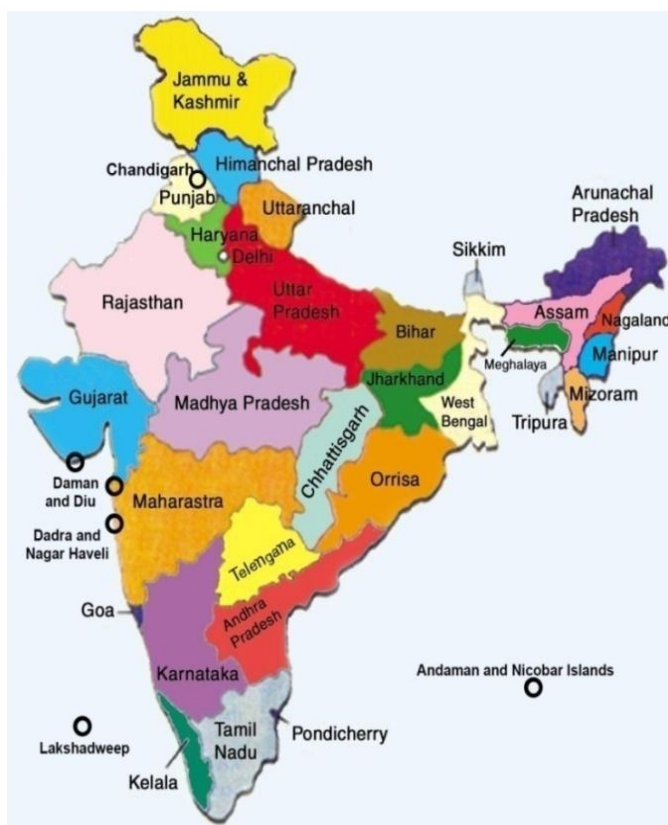 Jammu &
Kashmir
Chandigarh
Himanchal Pradesh
Punjab
Uttaranchal
Arunachal
Pradesh
Haryana
Delhi
Sikkim
Rajasthan
Uttar
Pradesh
Bihar
Assam
Nagaland
Meghalaya
Manipur
Gujarat
Madhya Pradesh
Jharkhand
West
Bengal
Tripura
Mizoram
Chhattisgarh
Daman
and Diu
Maharastra
Orrisa
Dadra and
Nagar Haveli
Telengana
Goa
Andhra
Pradesh
Karnataka
Andaman and Nicobar Islands
Lakshadweep
Tamil
Nadu
Pondicherry
Kelala